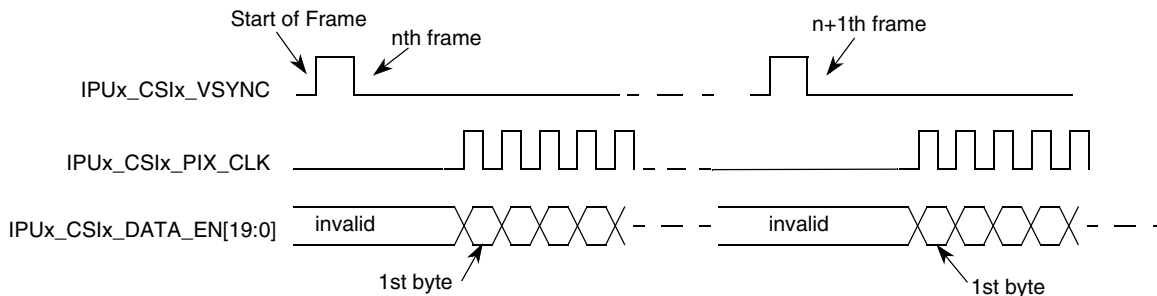 Start of Frame
nth frame
n+1th frame
IPUx_CSIx_VSYNC
IPUx_CSIx_PIX_CLK
IPUx_CSIx_DATA_EN[19:0]
invalid
invalid
1st byte
1st byte